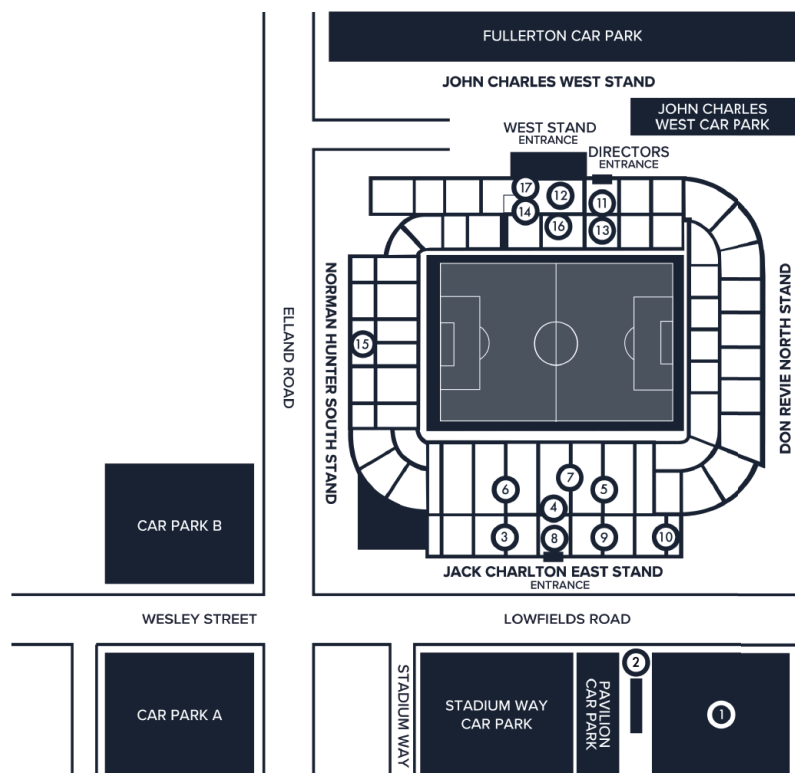 FULLERTON CAR PARK
JOHN CHARLES WEST STAND
JOHN CHARLES
WEST CAR PARK
WEST STAND
ENTRANCE
DIRECTORS
ENTRANCE
17
12
11
14
16
13
NORMAN HUNTER SOUTH STAND
ELLAND ROAD
15
DON REVIE NORTH STAND
7
6
5
4
3
8
9
10
CAR PARK B
JACK CHARLTON EAST STAND
ENTRANCE
WESLEY STREET
LOWFIELDS ROAD
CAR PARK A
STADIUM WAY
STADIUM WAY
CAR PARK
PAVILION
CAR PARK
2
1